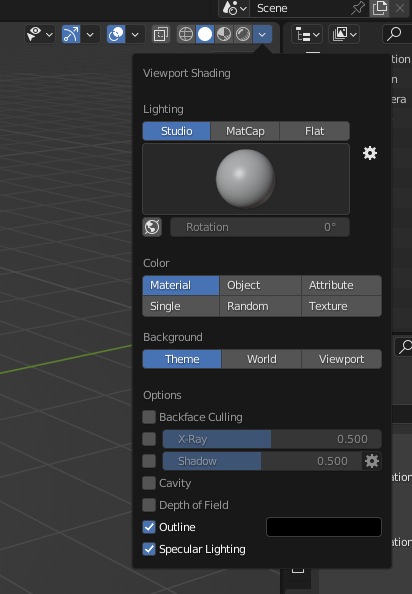 Scene
Viewport Shading
Lighting
Studio MatCap Flat
Rotation 0°
Color
Material Object Attribute
Single Random Texture
Background
Theme World Viewport
Options
Backface Culling
X-Ray 0.500
Shadow 0.500
Cavity
Depth of Field
Outline
Specular Lighting